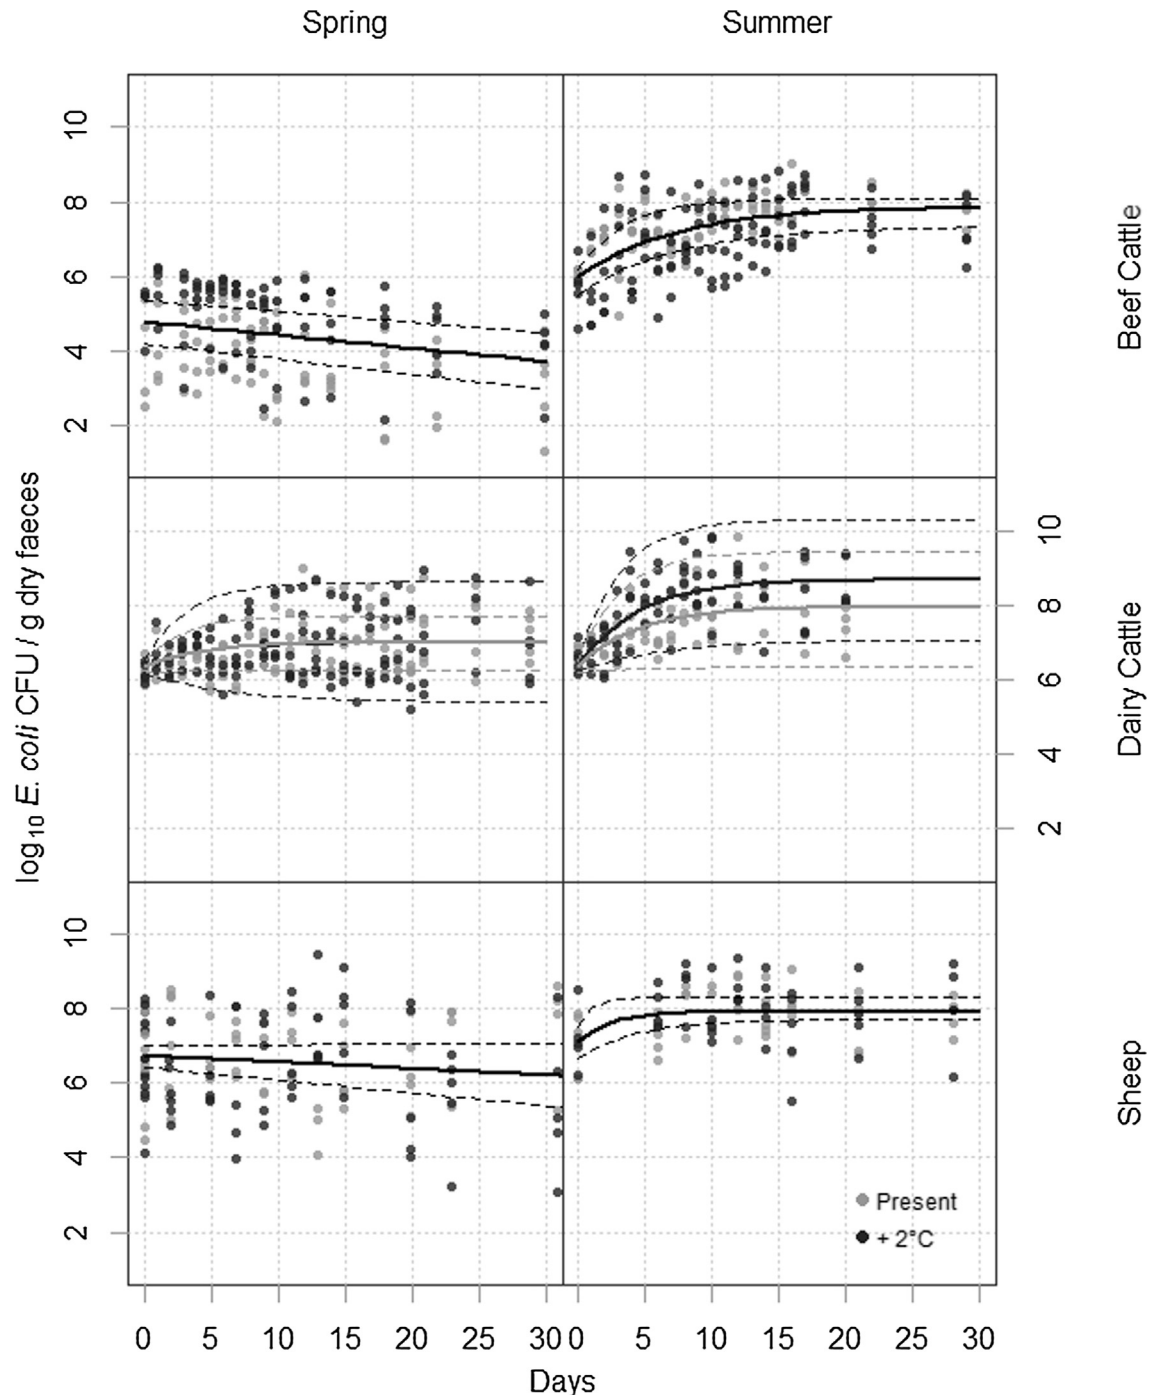 Spring Summer
10
8
6
4
2
Beef Cattle
log10 E. coli CFU / g dry faeces
10
8
6
4
2
Dairy Cattle
10
8
6
4
2
Sheep
Present
+ 2°C
0 5 10 15 20 25 30 0 5 10 15 20 25 30
Days